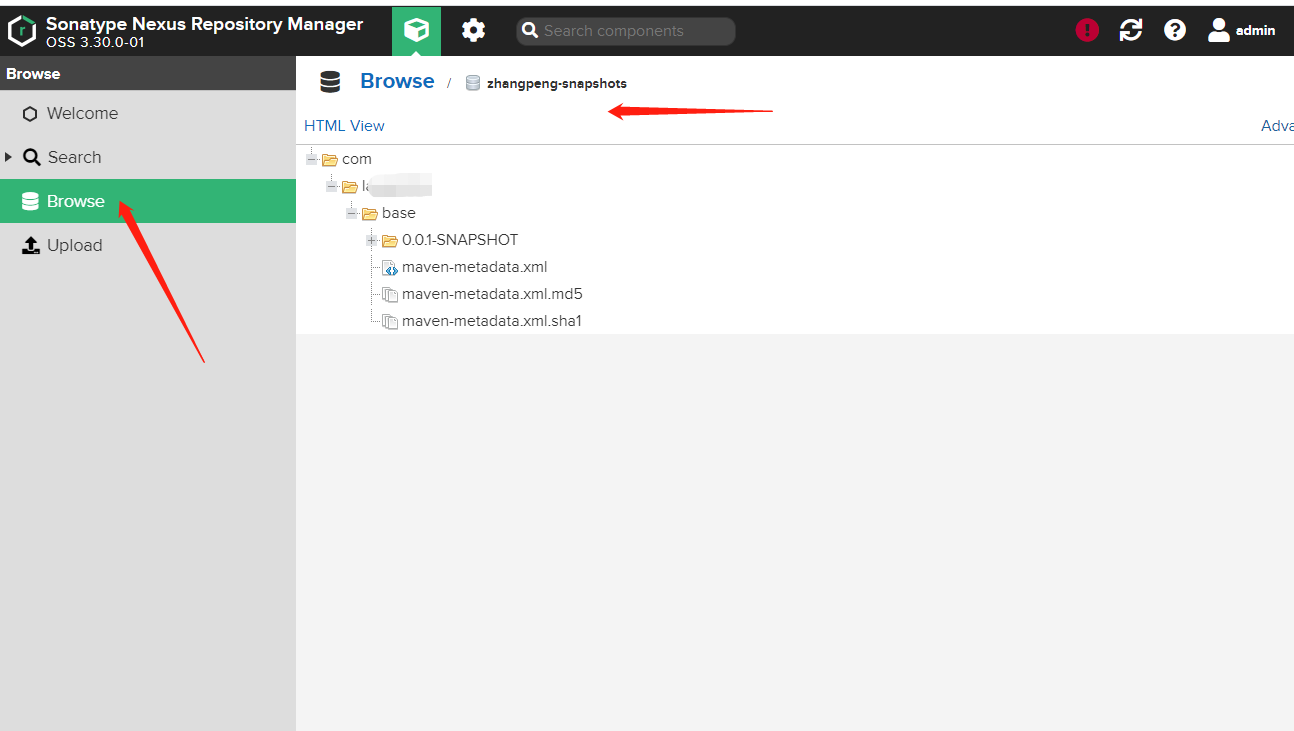 Sonatype Nexus Repository Manager
OSS 3.30.0-01
Search components
admin
Browse
Welcome
Search
Browse
Upload
Browse / zhangpeng-snapshots
HTML View
Adva
com
base
0.0.1-SNAPSHOT
maven-metadata.xml
maven-metadata.xml.md5
maven-metadata.xml.sha1